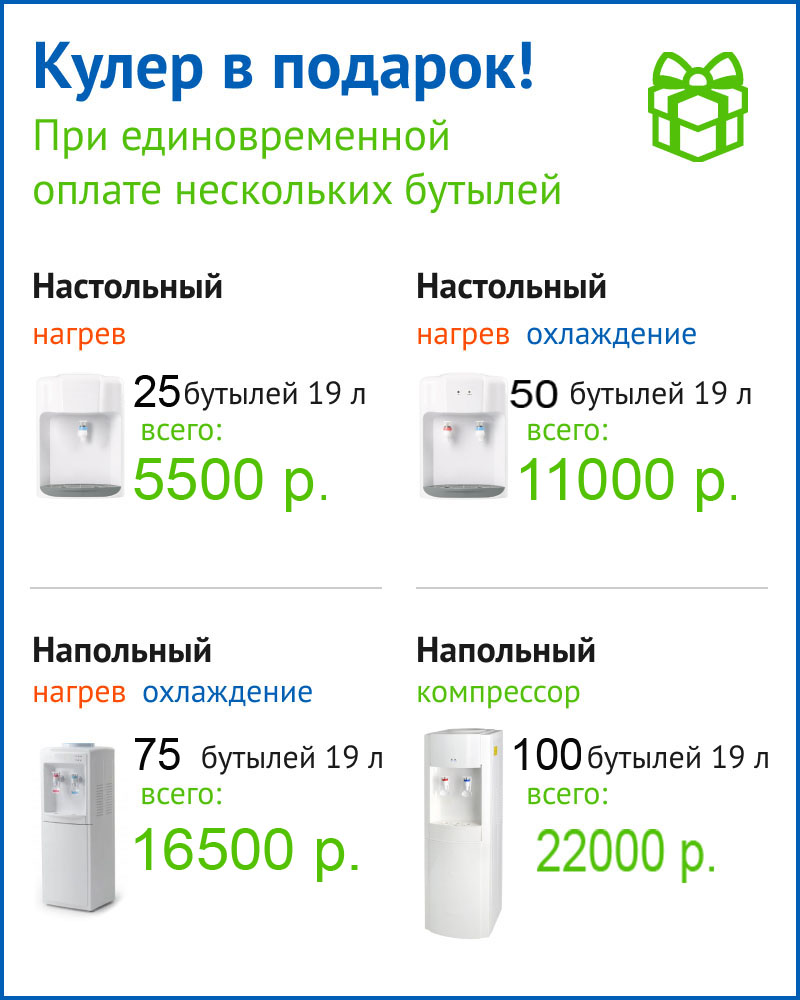 Кулер в подарок!
При единовременной
оплате нескольких бутылей
Настольный
нагрев
25 бутылей 19 л
всего:
5500 р.
Настольный
нагрев охлаждение
50 бутылей 19 л
всего:
11000 р.
Напольный
нагрев охлаждение
75 бутылей 19 л
всего:
16500 р.
Напольный
компрессор
100 бутылей 19 л
всего:
22000 р.